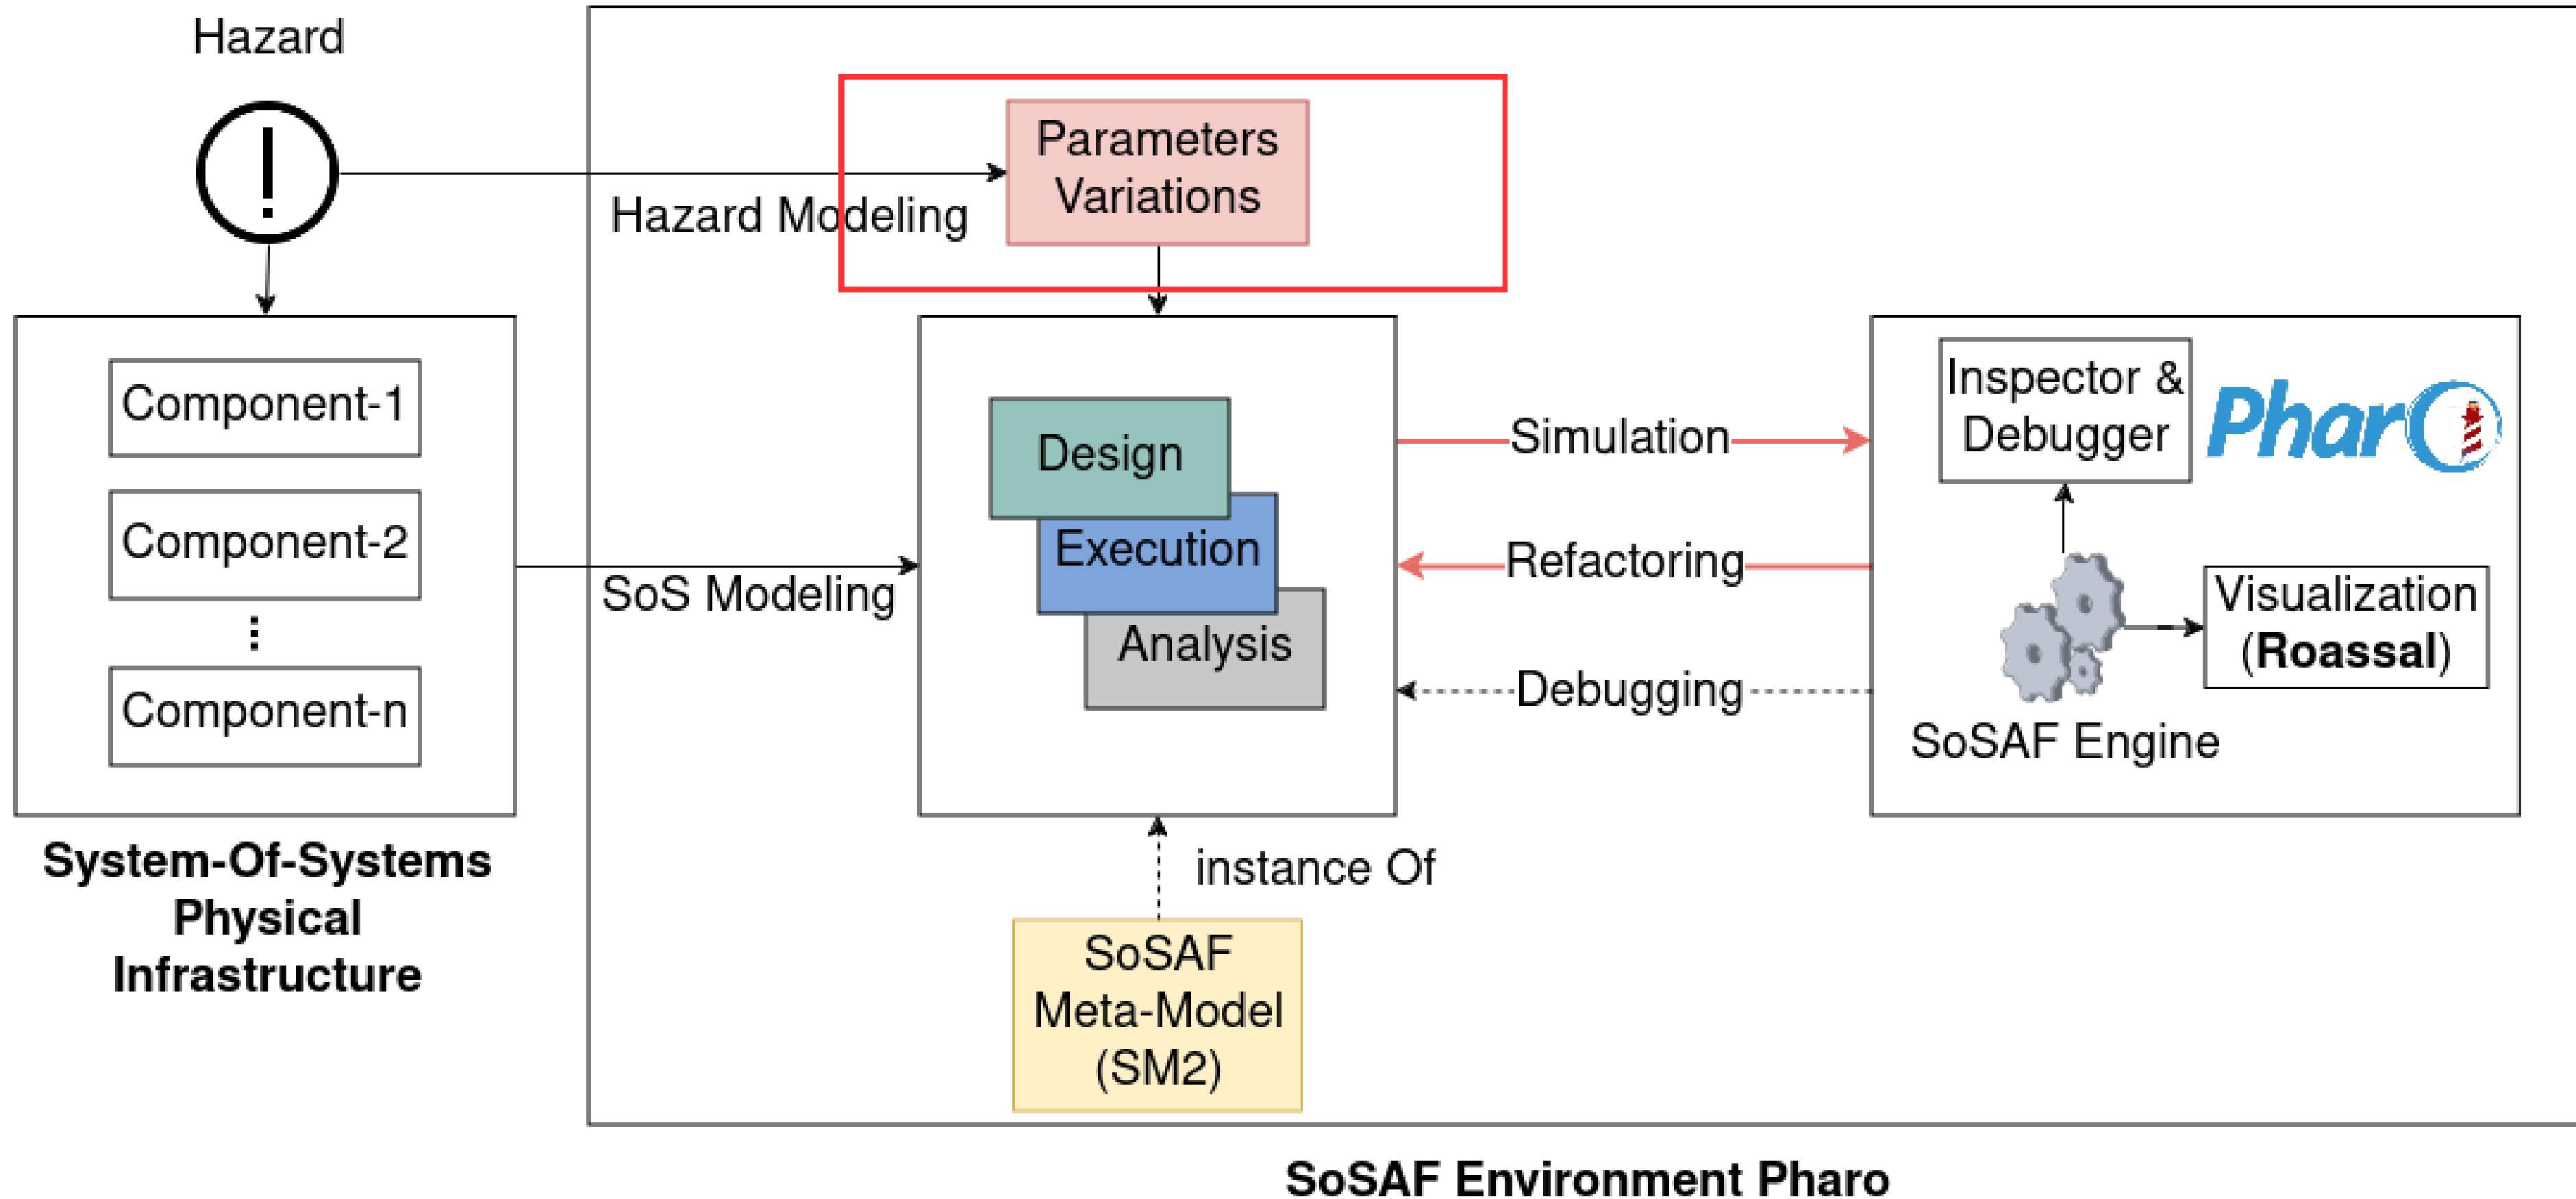 Hazard
!
Parameters
Variations
Hazard Modeling
Component-1
Component-2
Component-n
System-Of-Systems
Physical
Infrastructure
SoS Modeling
Design
Execution
Analysis
Simulation
Refactoring
Debugging
Inspector &
Debugger
Pharo
Visualization
(Roassal)
SoSAF Engine
instance Of
SoSAF
Meta-Model
(SM2)
SoSAF Environment Pharo